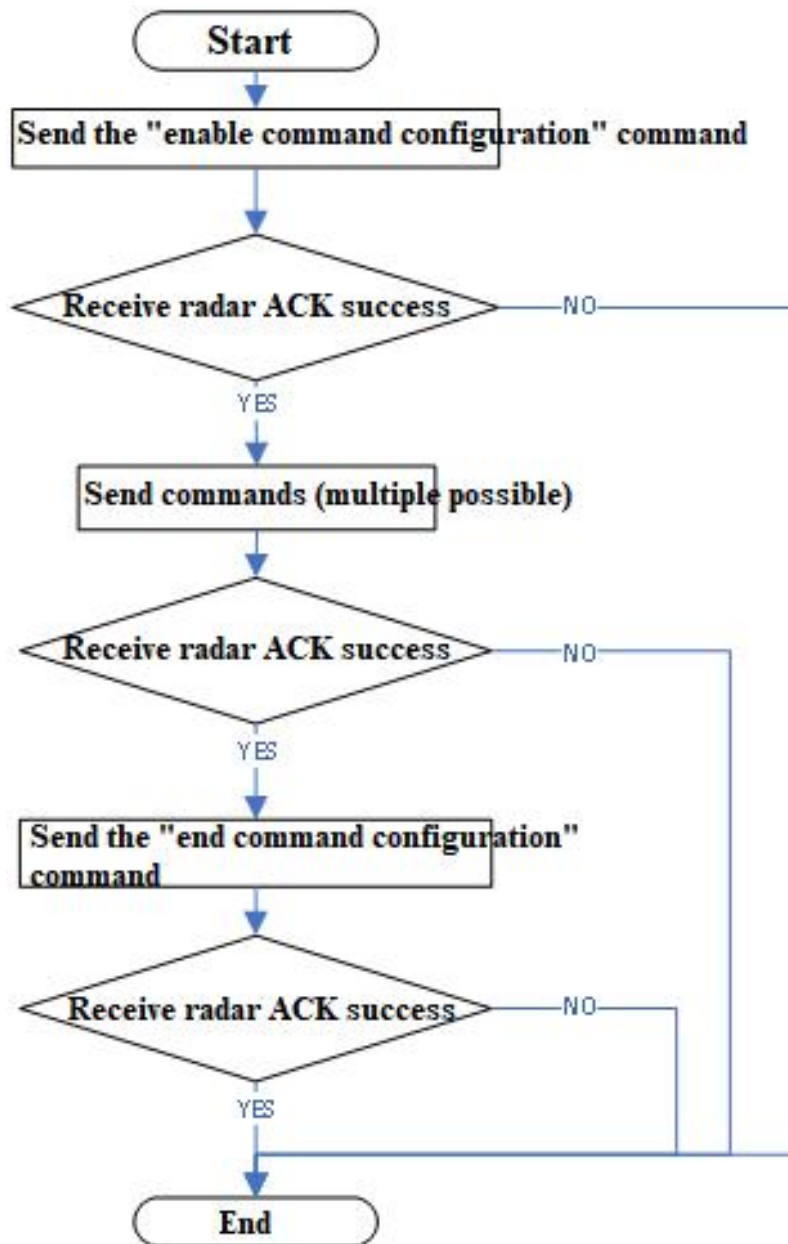 Start
Send the "enable command configuration" command
Receive radar ACK success
NO
YES
Send commands (multiple possible)
Receive radar ACK success
NO
YES
Send the "end command configuration"
command
Receive radar ACK success
NO
YES
End